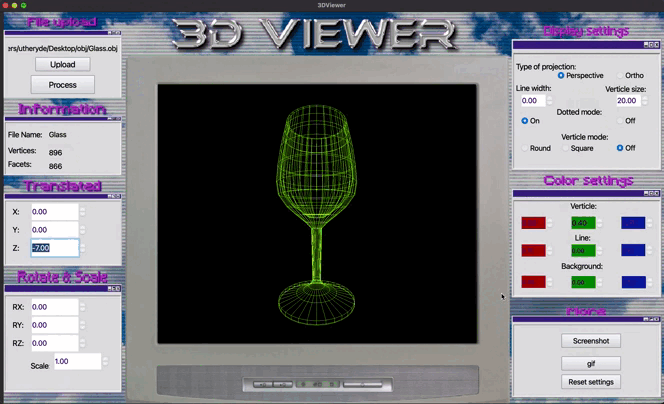 3DViewer
File upload
3D VIEWER
Display settings
ers/utheryde/Desktop/obj/Glass.obj
Upload
Process
Information
File Name: Glass
Vertices: 896
Facets: 866
Translated
X: 0.00
Y: 0.00
Z: -7.00
Rotate & Scale
RX: 0.00
RY: 0.00
RZ: 0.00
Scale 1.00
Type of projection:
Perspective Ortho
Line width: Verticle size:
0.00 20.00
Dotted mode:
On Off
Verticle mode:
Round Square Off
Color settings
Verticle:
0.40
Line:
Background:
0.00
More
Screenshot
gif
Reset settings